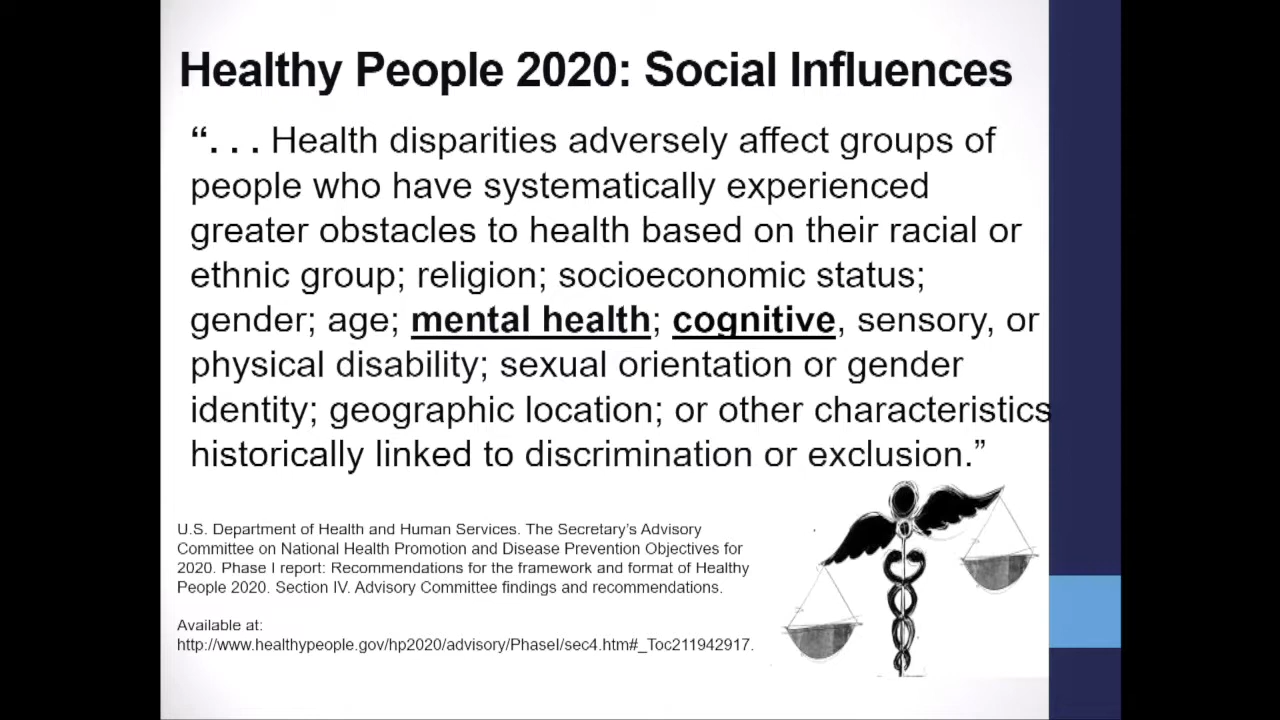 Healthy People 2020: Social Influences
“. . . Health disparities adversely affect groups of
people who have systematically experienced
greater obstacles to health based on their racial or
ethnic group; religion; socioeconomic status;
gender; age; mental health; cognitive, sensory, or
physical disability; sexual orientation or gender
identity; geographic location; or other characteristics
historically linked to discrimination or exclusion.”
U.S. Department of Health and Human Services. The Secretary’s Advisory
Committee on National Health Promotion and Disease Prevention Objectives for
2020. Phase I report: Recommendations for the framework and format of Healthy
People 2020. Section IV. Advisory Committee findings and recommendations.
Available at:
http://www.healthypeople.gov/hp2020/advisory/PhaseI/sec4.htm#_Toc211942917.